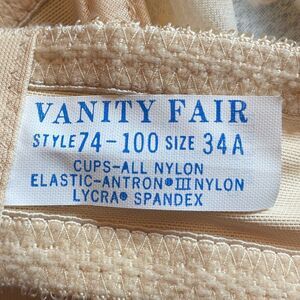 VANITY FAIR
STYLE 74-100 SIZE 34A
CUPS-ALL NYLON
ELASTIC-ANTRON® III NYLON
LYCRA® SPANDEX